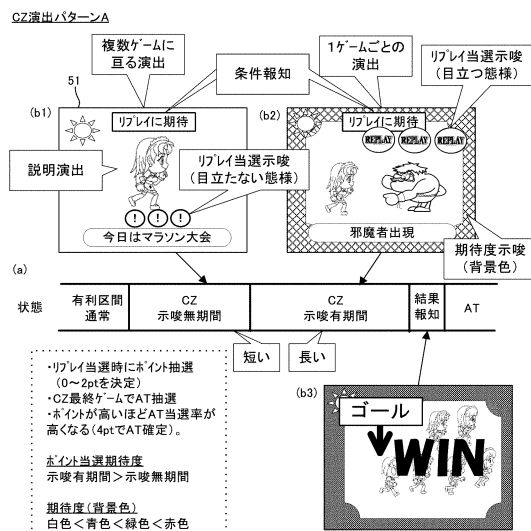 CZ演出パターンA
複数ゲームに
亘る演出
条件報知
1ゲームごとの
演出
リプレイ当選示唆
(目立つ態様)
51
(b1)
リプレイに期待
説明演出
リプレイ当選示唆
(目立たない態様)
! ! !
今日はマラソン大会
(b2)
リプレイに期待
REPLAY REPLAY REPLAY
邪魔者出現
期待度示唆
(背景色)
(a)
状態
有利区間
通常
CZ
示唆無期間
CZ
示唆有期間
結果
報知
AT
短い
長い
・リプレイ当選時にポイント抽選
(0~2ptを決定)
・CZ最終ゲームでAT抽選
・ポイントが高いほどAT当選率が
高くなる(4ptでAT確定)。
ポイント当選期待度
示唆有期間>示唆無期間
期待度(背景色)
白色<青色<緑色<赤色
(b3)
ゴール
WIN